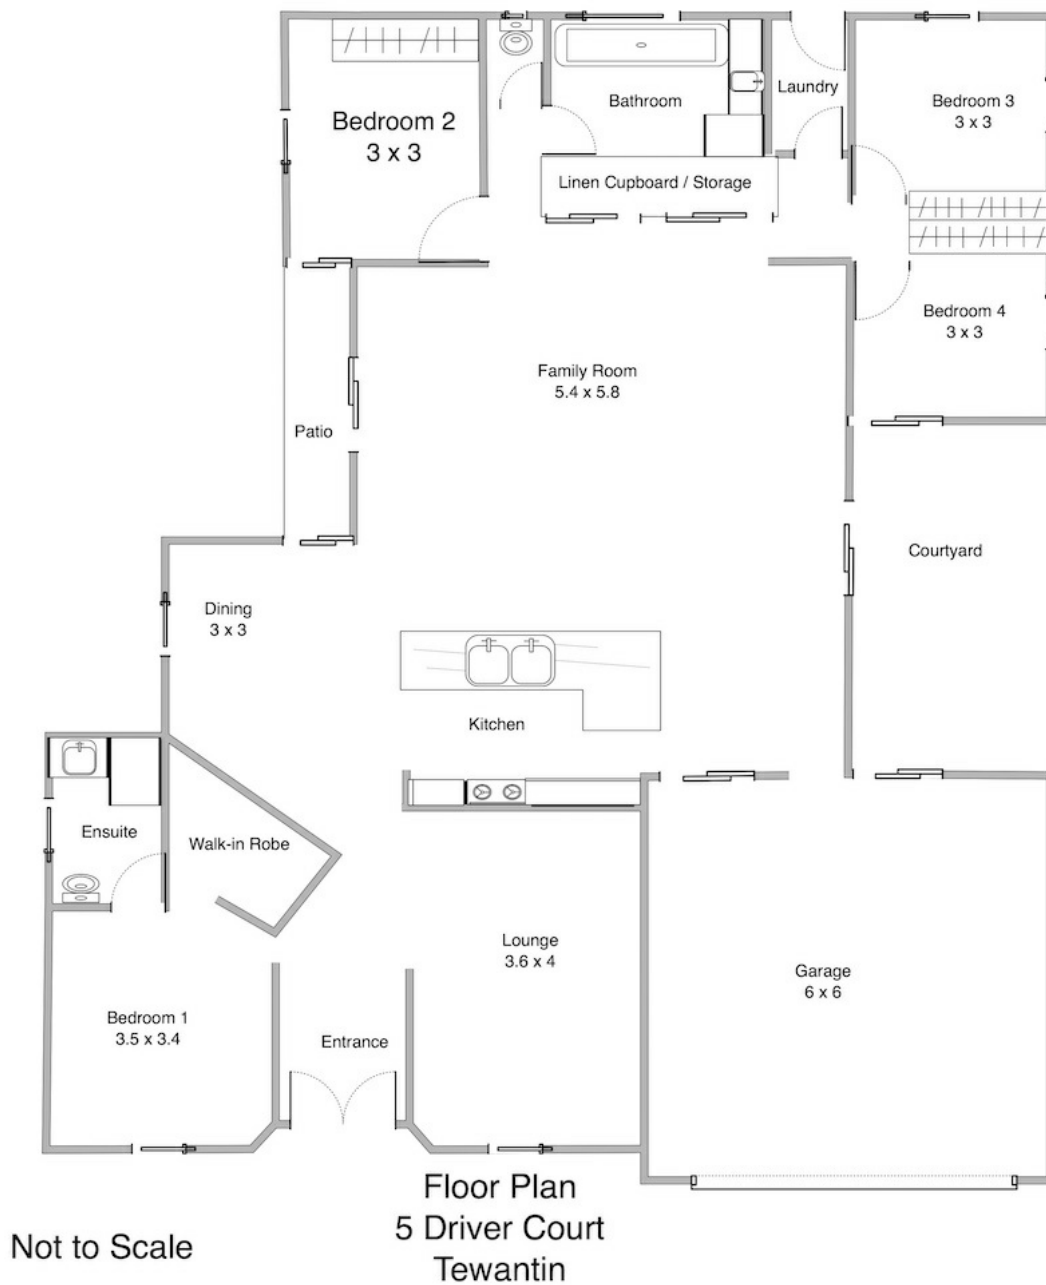 Bedroom 2
3 x 3
Bathroom
Laundry
Bedroom 3
3 x 3
Linen Cupboard / Storage
Bedroom 4
3 x 3
Family Room
5.4 x 5.8
Patio
Courtyard
Dining
3 x 3
Kitchen
Ensuite
Walk-in Robe
Lounge
3.6 x 4
Garage
6 x 6
Bedroom 1
3.5 x 3.4
Entrance
Floor Plan
5 Driver Court
Tewantin
Not to Scale